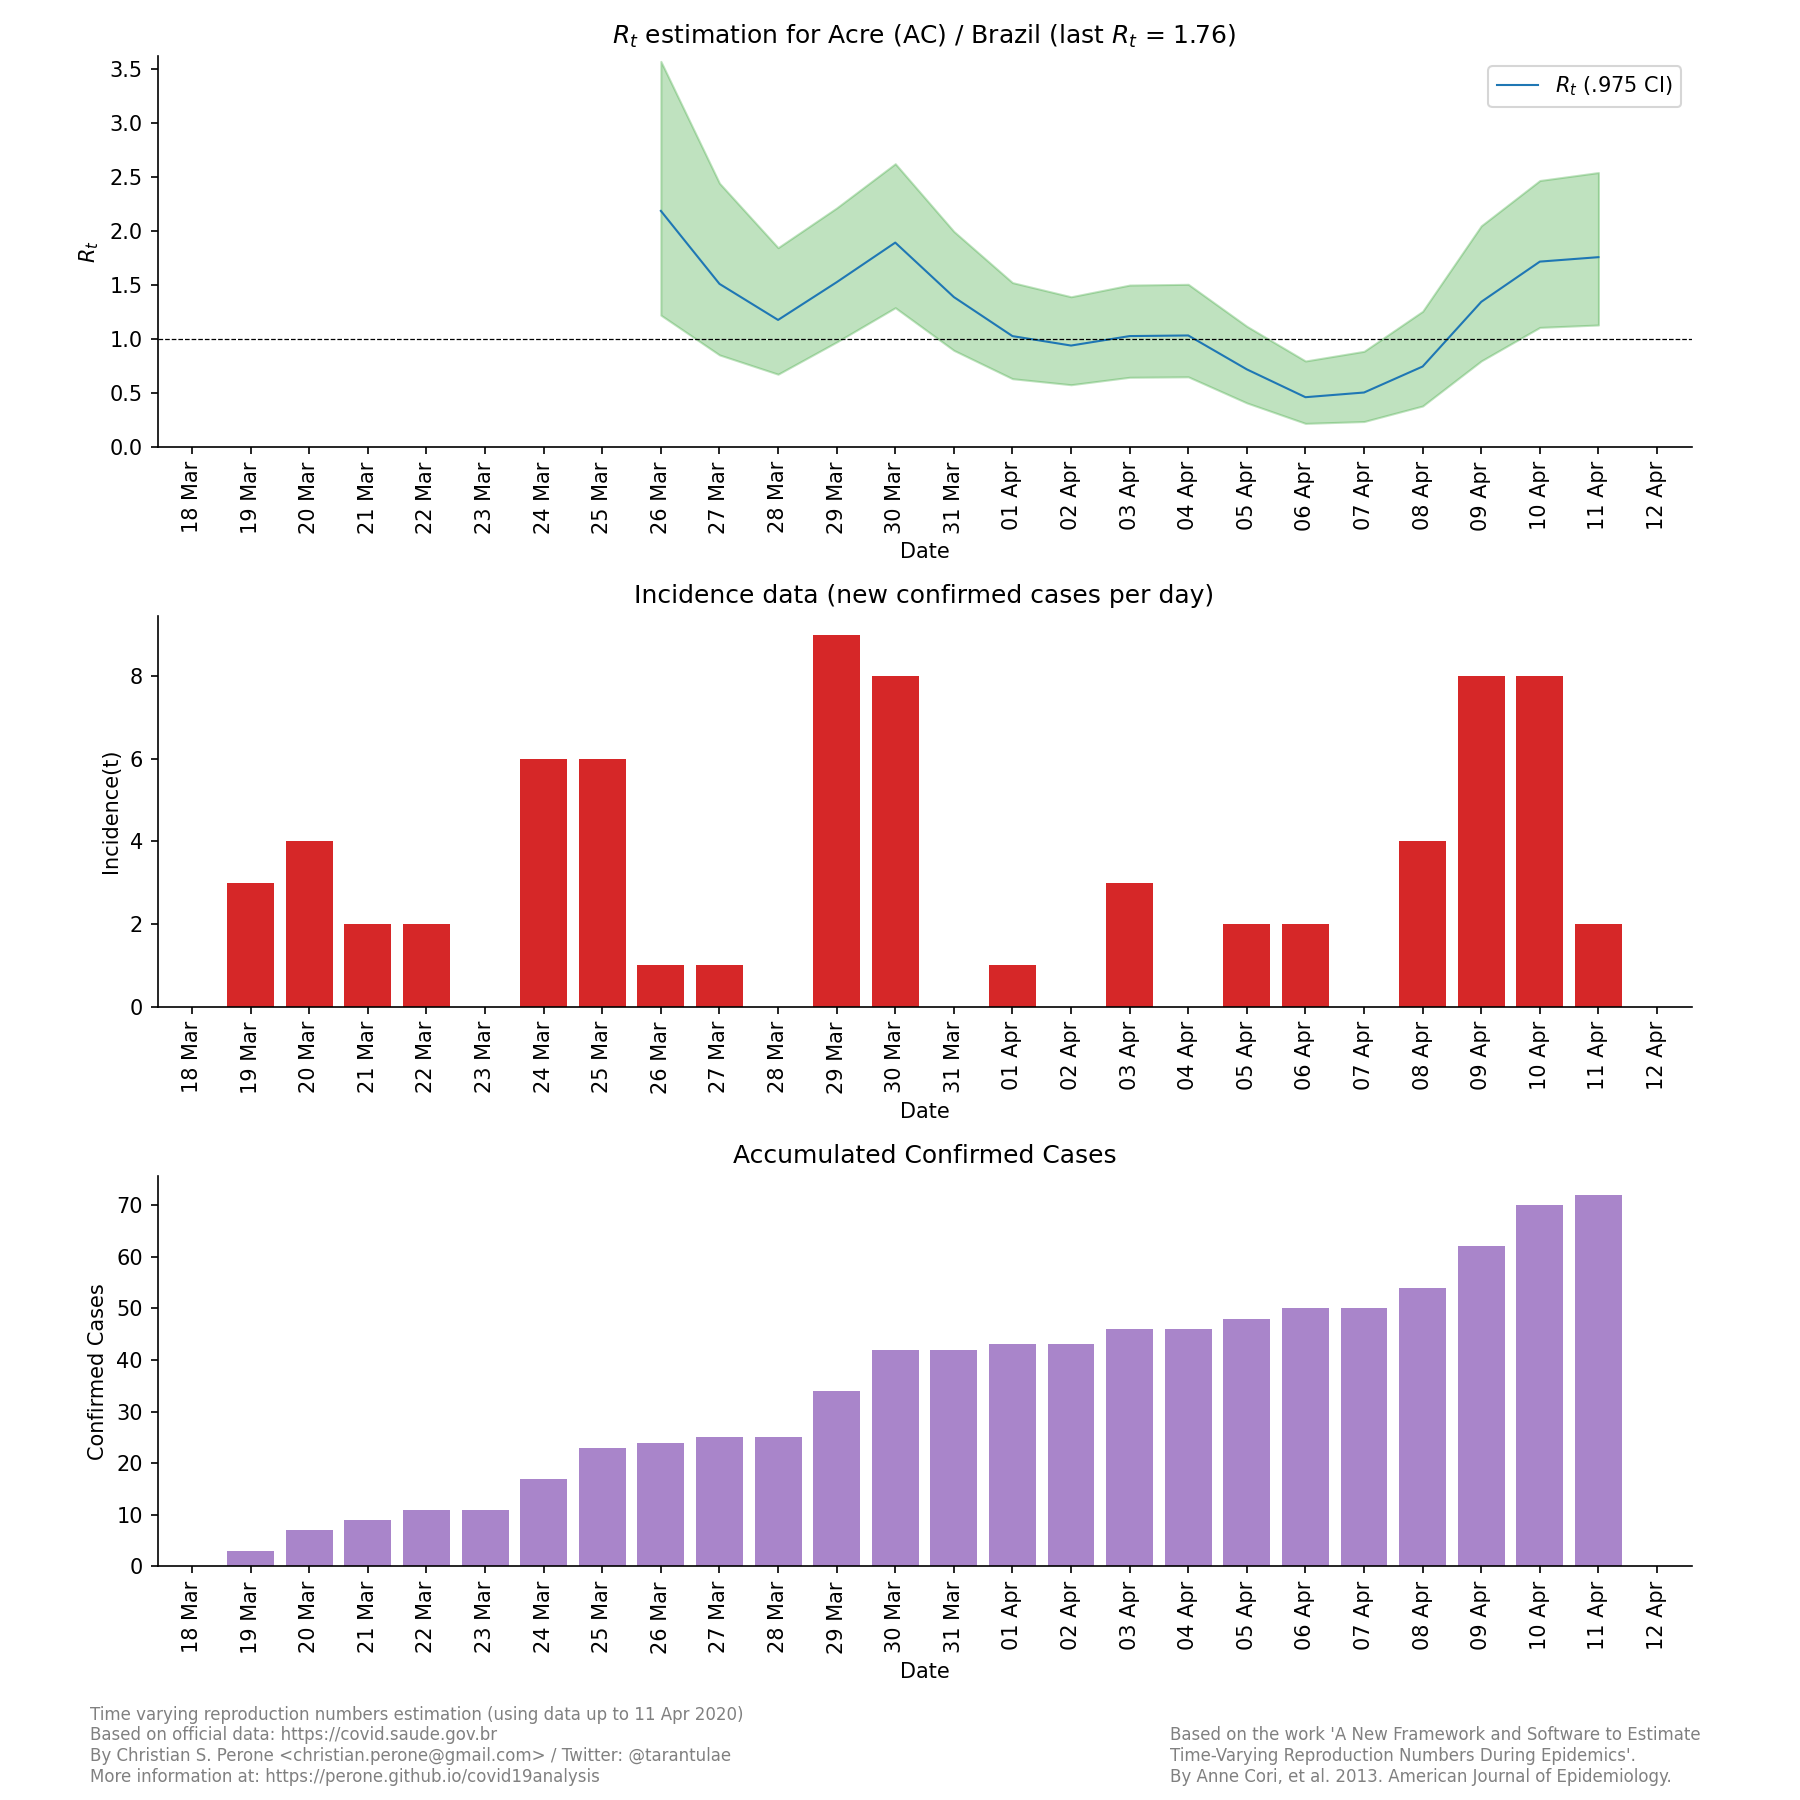 Rt estimation for Acre (AC) / Brazil (last Rt = 1.76)
Rt (.975 CI)
Rt
3.5
3.0
2.5
2.0
1.5
1.0
0.5
0.0
18 Mar 19 Mar 20 Mar 21 Mar 22 Mar 23 Mar 24 Mar 25 Mar 26 Mar 27 Mar 28 Mar 29 Mar 30 Mar 31 Mar 01 Apr 02 Apr 03 Apr 04 Apr 05 Apr 06 Apr 07 Apr 08 Apr 09 Apr 10 Apr 11 Apr 12 Apr
Date
Incidence data (new confirmed cases per day)
Incidence(t)
8
6
4
2
0
18 Mar 19 Mar 20 Mar 21 Mar 22 Mar 23 Mar 24 Mar 25 Mar 26 Mar 27 Mar 28 Mar 29 Mar 30 Mar 31 Mar 01 Apr 02 Apr 03 Apr 04 Apr 05 Apr 06 Apr 07 Apr 08 Apr 09 Apr 10 Apr 11 Apr 12 Apr
Date
Accumulated Confirmed Cases
Confirmed Cases
70
60
50
40
30
20
10
0
18 Mar 19 Mar 20 Mar 21 Mar 22 Mar 23 Mar 24 Mar 25 Mar 26 Mar 27 Mar 28 Mar 29 Mar 30 Mar 31 Mar 01 Apr 02 Apr 03 Apr 04 Apr 05 Apr 06 Apr 07 Apr 08 Apr 09 Apr 10 Apr 11 Apr 12 Apr
Date
Time varying reproduction numbers estimation (using data up to 11 Apr 2020)
Based on official data: https://covid.saude.gov.br
By Christian S. Perone <christian.perone@gmail.com> / Twitter: @tarantulae
More information at: https://perone.github.io/covid19analysis
Based on the work 'A New Framework and Software to Estimate
Time-Varying Reproduction Numbers During Epidemics'.
By Anne Cori, et al. 2013. American Journal of Epidemiology.